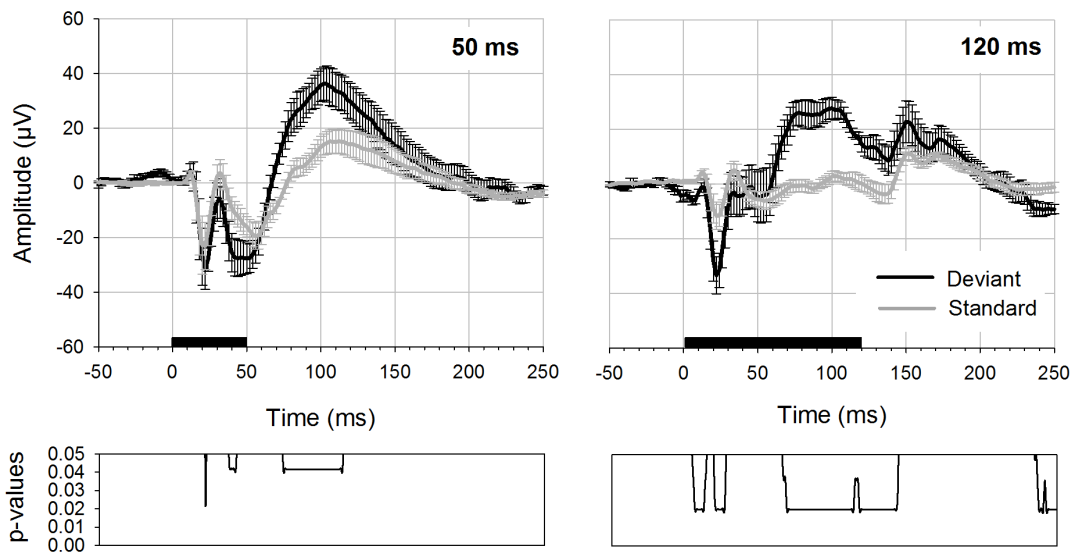 50 ms
120 ms
60
40
20
0
-20
-40
-60
Amplitude (µV)
Deviant
Standard
-50 0 50 100 150 200 250
-50 0 50 100 150 200 250
Time (ms)
Time (ms)
p-values
0.05
0.04
0.03
0.02
0.01
0.00